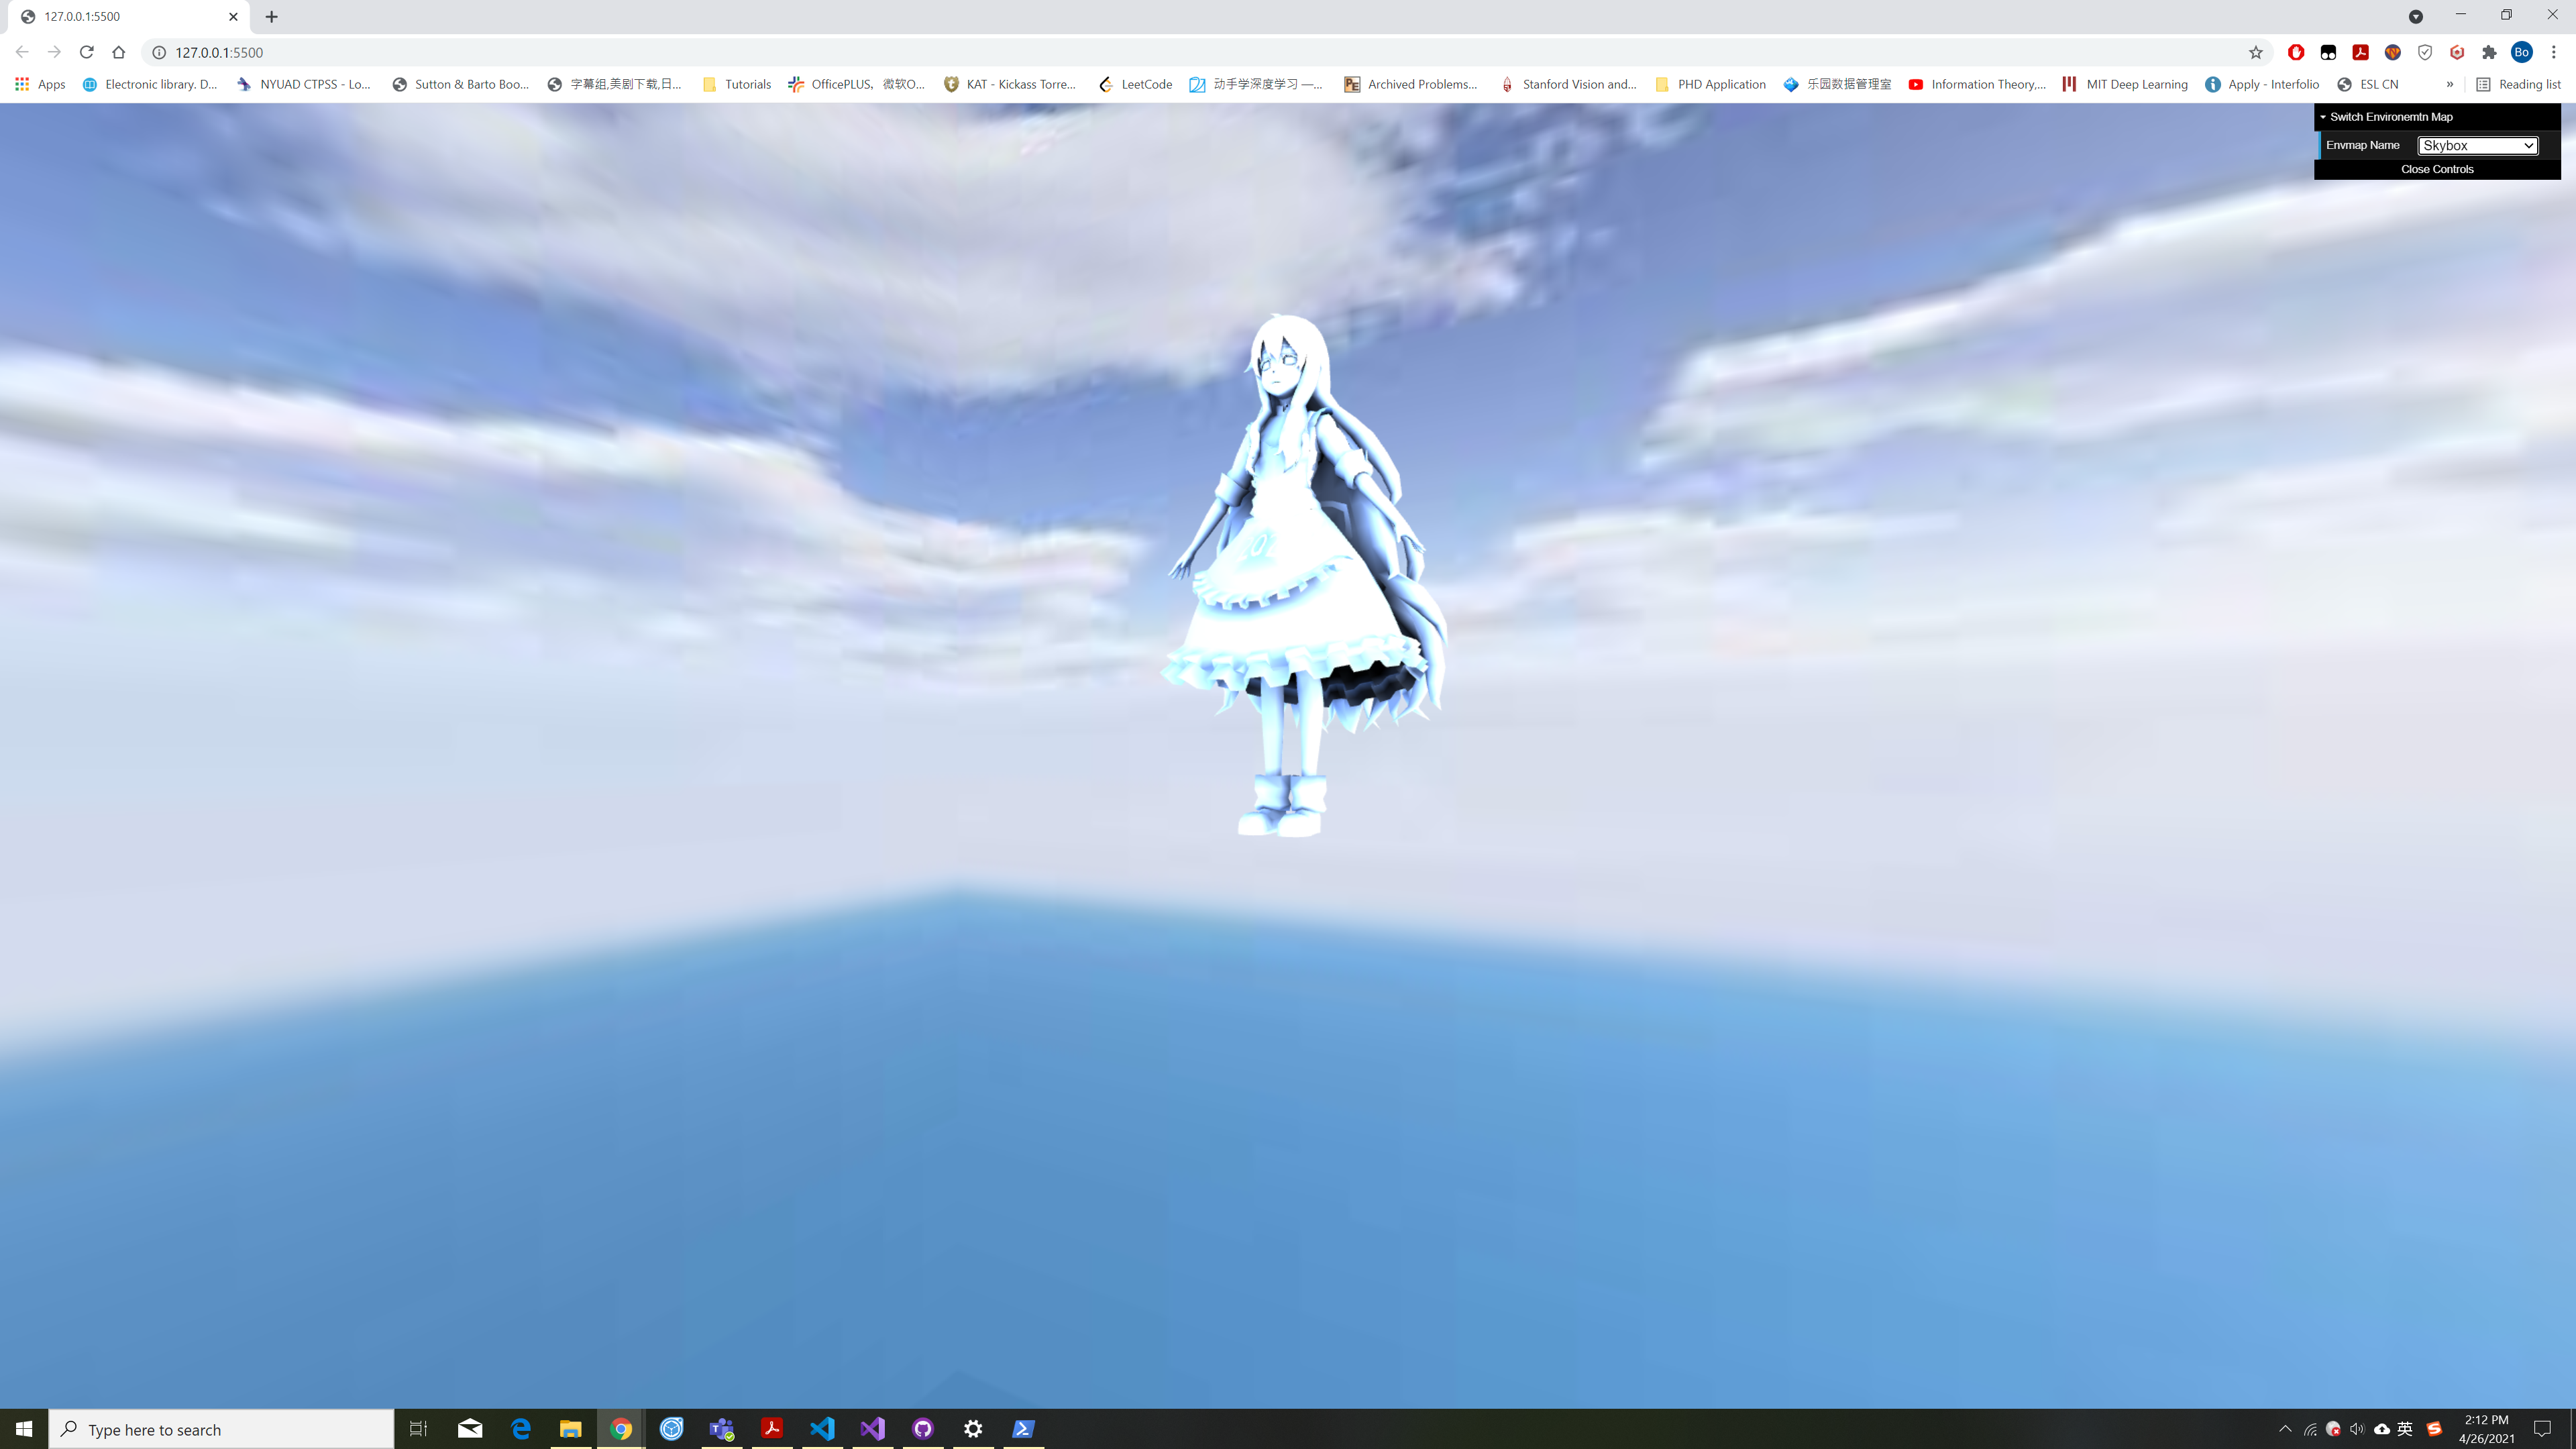 127.0.0.1:5500
127.0.0.1:5500
Bo
Apps Electronic library. D... NYUAD CTPSS - Lo... Sutton & Barto Boo... 字幕组,美剧下载,日... Tutorials OfficePLUS，微软O... KAT - Kickass Torre... LeetCode 动手学深度学习 —... Archived Problems... Stanford Vision and... PHD Application 乐园数据管理室 Information Theory,... MIT Deep Learning Apply - Interfolio ESL CN » Reading list
Switch Environemtn Map
Envmap Name Skybox
Close Controls
Type here to search
英
2:12 PM
4/26/2021